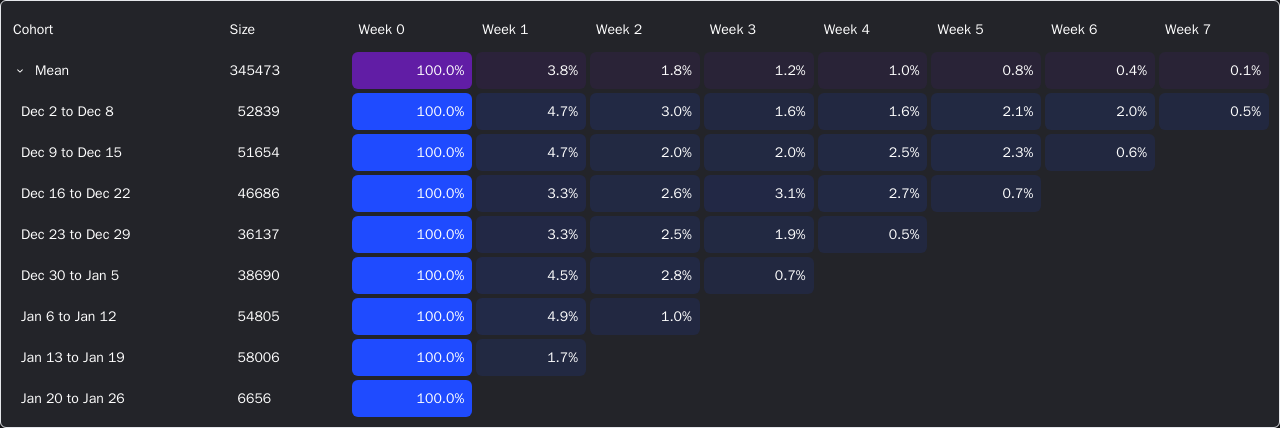 Cohort Size Week 0 Week 1 Week 2 Week 3 Week 4 Week 5 Week 6 Week 7
Mean 345473 100.0% 3.8% 1.8% 1.2% 1.0% 0.8% 0.4% 0.1%
Dec 2 to Dec 8 52839 100.0% 4.7% 3.0% 1.6% 1.6% 2.1% 2.0% 0.5%
Dec 9 to Dec 15 51654 100.0% 4.7% 2.0% 2.0% 2.5% 2.3% 0.6%
Dec 16 to Dec 22 46686 100.0% 3.3% 2.6% 3.1% 2.7% 0.7%
Dec 23 to Dec 29 36137 100.0% 3.3% 2.5% 1.9% 0.5%
Dec 30 to Jan 5 38690 100.0% 4.5% 2.8% 0.7%
Jan 6 to Jan 12 54805 100.0% 4.9% 1.0%
Jan 13 to Jan 19 58006 100.0% 1.7%
Jan 20 to Jan 26 6656 100.0%